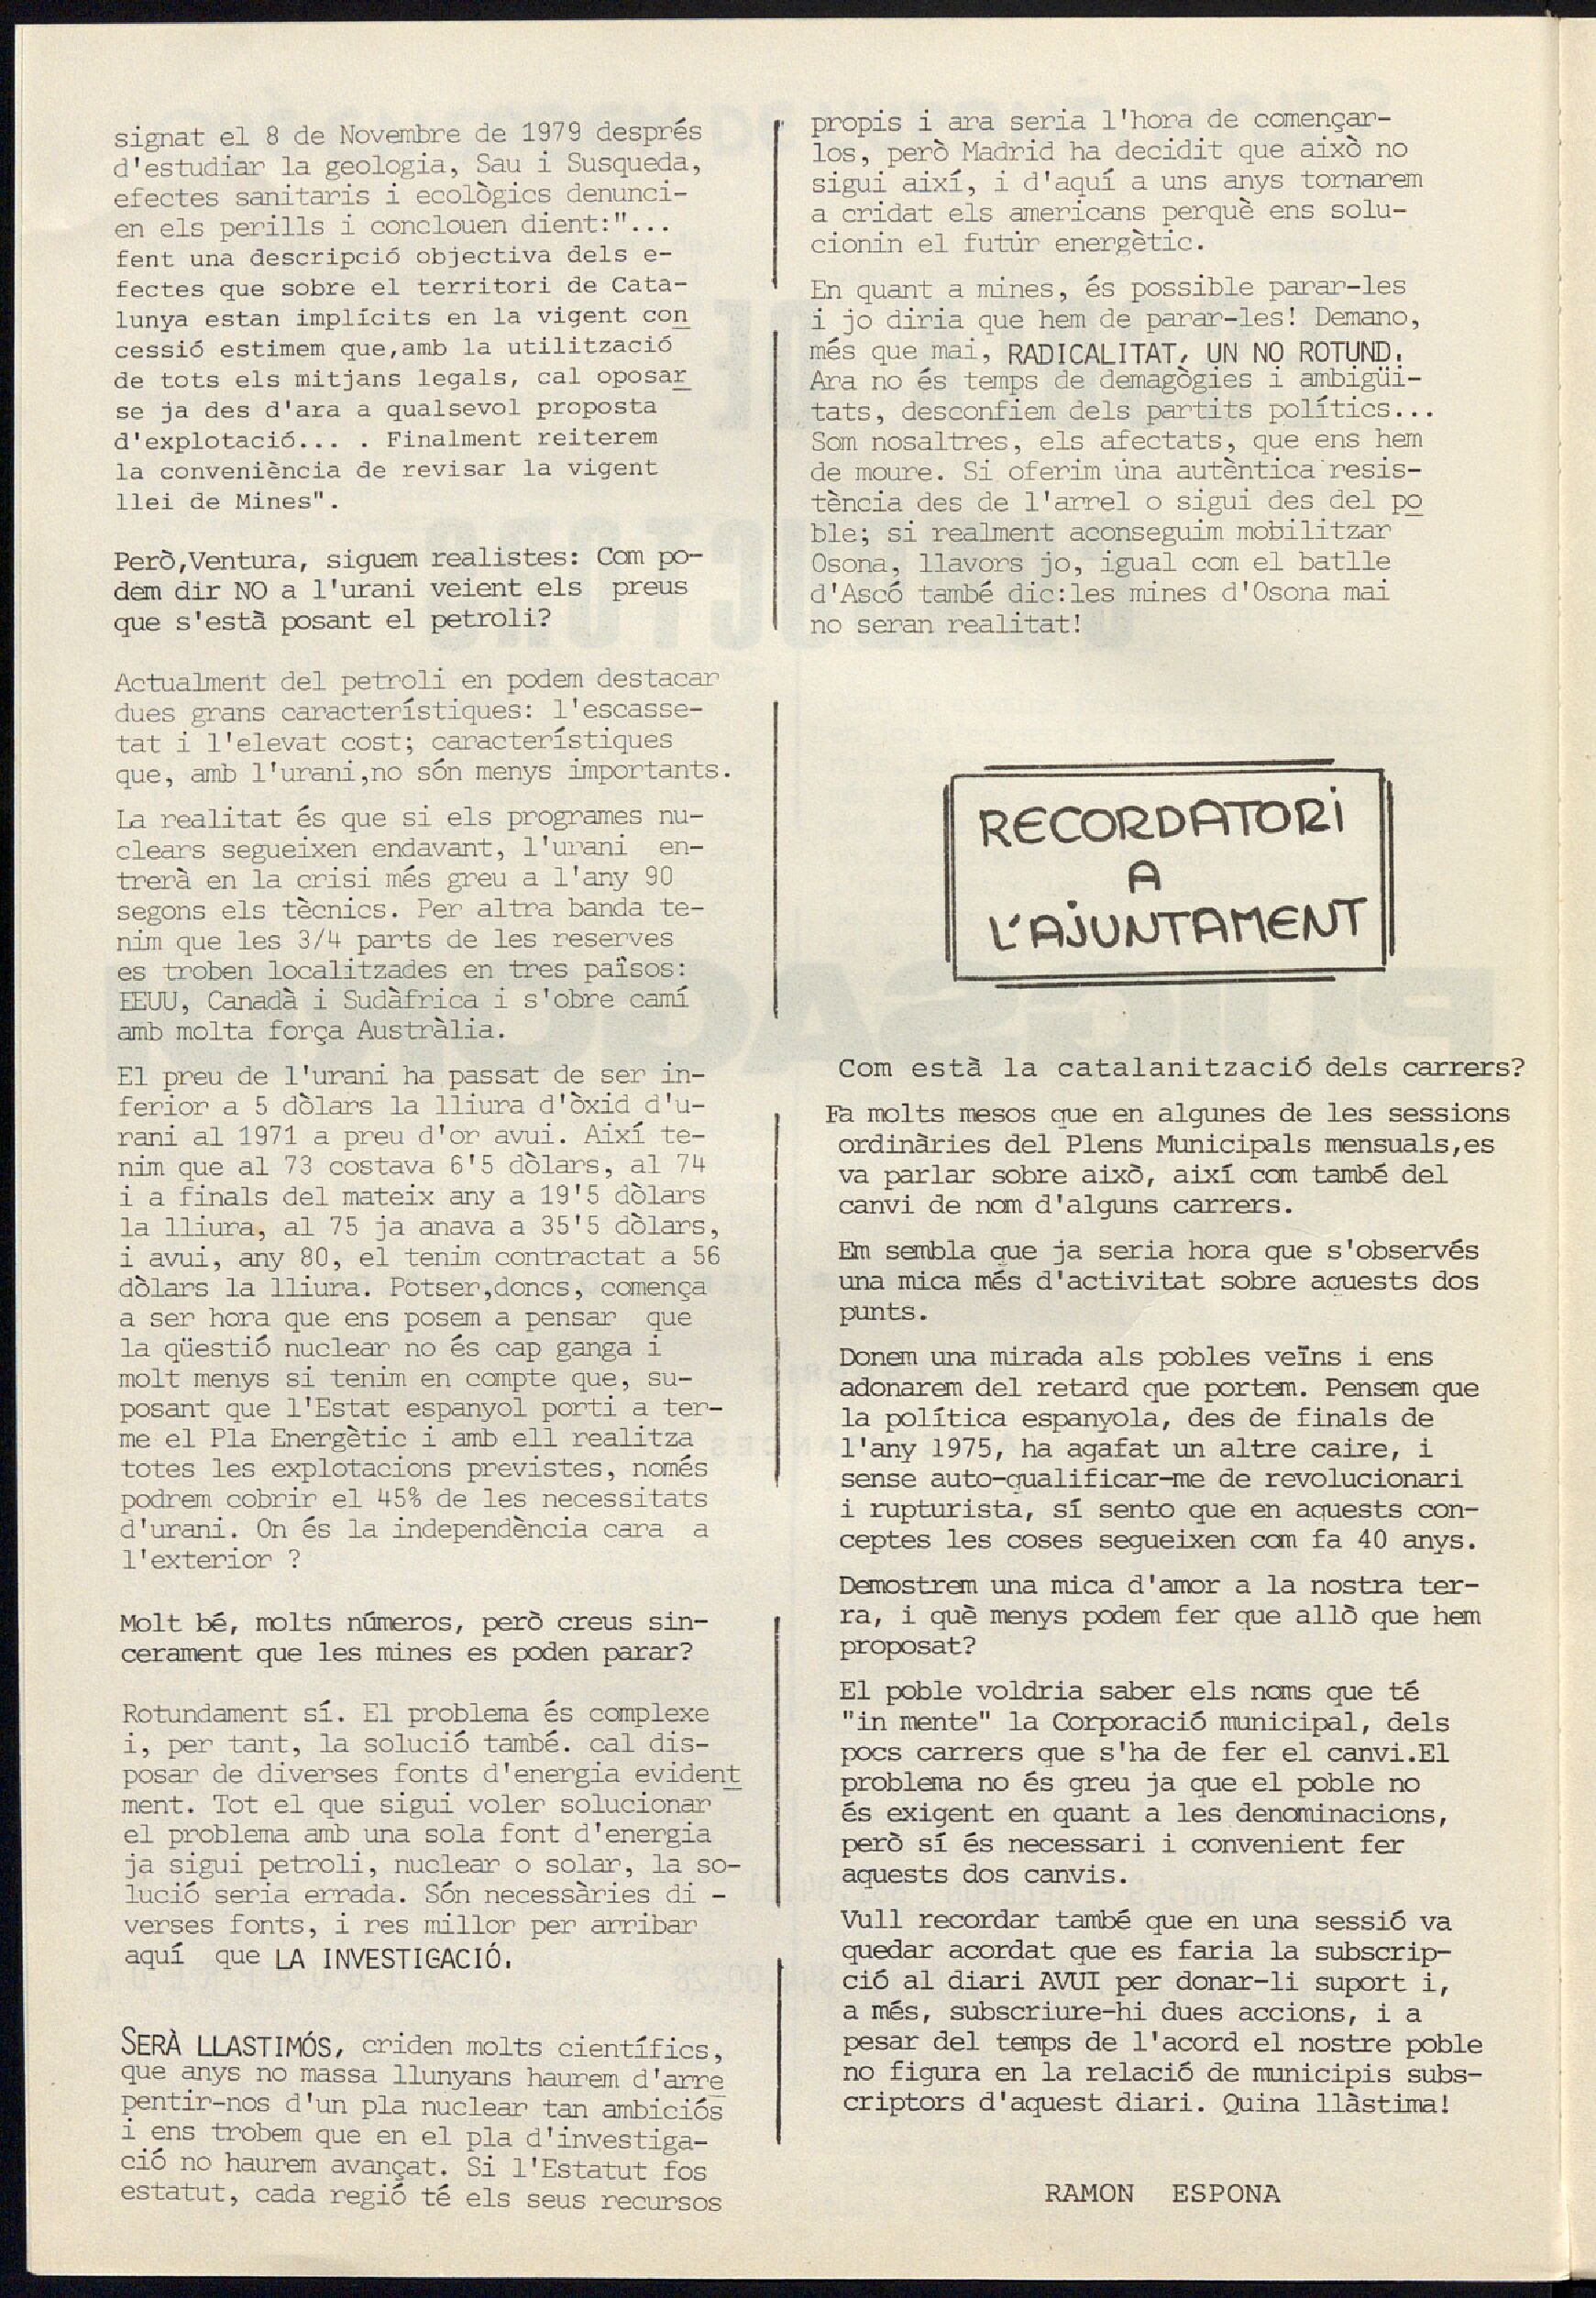 signat el 8 de Novembre de 1979 després
d'estudiar la geologia, Sau i Susqueda,
efectes sanitaris i ecològics denunci-
en els perills i conclouen dient:"...
fent una descripció objectiva dels e-
fectes que sobre el territori de Cata-
lunya estan implícits en la vigent con
cessió estimem que,amb la utilització
de tots els mitjans legals, cal oposar
se ja des d'ara a qualsevol proposta
d'explotació... . Finalment reiterem
la conveniència de revisar la vigent
llei de Mines".
Però,Ventura, siguem realistes: Com po-
dem dir NO a l'urani veient els preus
que s'està posant el petroli?
Actualment del petroli en podem destacar
dues grans característiques: l'escasse-
tat i l'elevat cost; característiques
que, amb l'urani,no són menys importants.
La realitat és que si els programes nu-
clears segueixen endavant, l'urani en-
trerà en la crisi més greu a l'any 90
segons els tècnics. Per altra banda te-
nim que les 3/4 parts de les reserves
es troben localitzades en tres països:
EEUU, Canadà i Sudàfrica i s'obre camí
amb molta força Austràlia.
El preu de l'urani ha passat de ser in-
ferior a 5 dòlars la lliura d'òxid d'u-
rani al 1971 a preu d'or avui. Així te-
nim que al 73 costava 6'5 dòlars, al 74
i a finals del mateix any a 19'5 dòlars
la lliura, al 75 ja anava a 35'5 dòlars,
i avui, any 80, el tenim contractat a 56
dòlars la lliura. Potser,doncs, comença
a ser hora que ens posem a pensar que
la qüestió nuclear no és cap ganga i
molt menys si tenim en compte que, su-
posant que l'Estat espanyol porti a ter-
me el Pla Energètic i amb ell realitza
totes les explotacions previstes, només
podrem cobrir el 45% de les necessitats
d'urani. On és la independència cara a
l'exterior ?
Molt bé, molts números, però creus sin-
cerament que les mines es poden parar?
Rotundament sí. El problema és complexe
i, per tant, la solució també. cal dis-
posar de diverses fonts d'energia evident
ment. Tot el que sigui voler solucionar
el problema amb una sola font d'energia
ja sigui petroli, nuclear o solar, la so-
lució seria errada. Són necessàries di -
verses fonts, i res millor per arribar
aquí que LA INVESTIGACIÓ.
SERÀ LLASTIMÓS, criden molts científics,
que anys no massa llunyans haurem d'arre
pentir-nos d'un pla nuclear tan ambiciós
i ens trobem que en el pla d'investiga-
ció no haurem avançat. Si l'Estatut fos
estatut, cada regió té els seus recursos
propis i ara seria l'hora de començar-
los, però Madrid ha decidit que això no
sigui així, i d'aquí a uns anys tornarem
a cridat els americans perquè ens solu-
cionin el futur energètic.
En quant a mines, és possible parar-les
i jo diria que hem de parar-les! Demano,
més que mai, RADICALITAT, UN NO ROTUND.
Ara no és temps de demagògies i ambigüi-
tats, desconfiem dels partits polítics...
Som nosaltres, els afectats, que ens hem
de moure. Si oferim una autèntica resis-
tència des de l'arrel o sigui des del po
ble; si realment aconseguim mobilitzar
Osona, llavors jo, igual com el batlle
d'Ascó també dic:les mines d'Osona mai
no seran realitat!
RECORDATORI
A
L'AJUNTAMENT
Com està la catalanització dels carrers?
Fa molts mesos que en algunes de les sessions
ordinàries del Plens Municipals mensuals,es
va parlar sobre això, així com també del
canvi de nom d'alguns carrers.
Em sembla que ja seria hora que s'observés
una mica més d'activitat sobre aquests dos
punts.
Donem una mirada als pobles veïns i ens
adonarem del retard que portem. Pensem que
la política espanyola, des de finals de
l'any 1975, ha agafat un altre caire, i
sense auto-qualificar-me de revolucionari
i rupturista, sí sento que en aquests con-
ceptes les coses segueixen com fa 40 anys.
Demostrem una mica d'amor a la nostra ter-
ra, i què menys podem fer que allò que hem
proposat?
El poble voldria saber els noms que té
"in mente" la Corporació municipal, dels
pocs carrers que s'ha de fer el canvi.El
problema no és greu ja que el poble no
és exigent en quant a les denominacions,
però sí és necessari i convenient fer
aquests dos canvis.
Vull recordar també que en una sessió va
quedar acordat que es faria la subscrip-
ció al diari AVUI per donar-li suport i,
a més, subscriure-hi dues accions, i a
pesar del temps de l'acord el nostre poble
no figura en la relació de municipis subs-
criptors d'aquest diari. Quina llàstima!
RAMON ESPONA